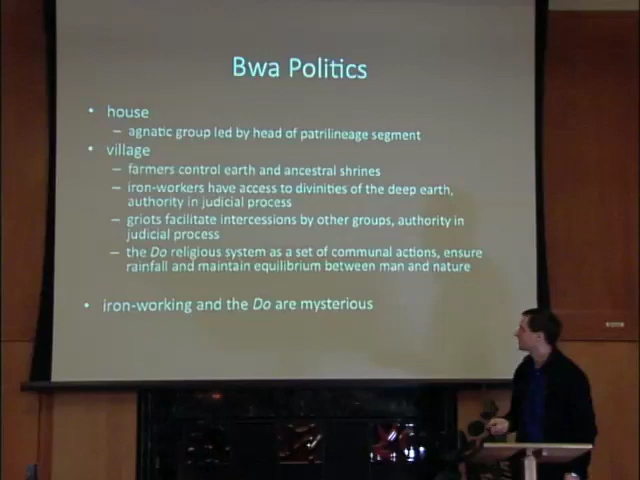 Bwa Politics
• house
– agnatic group led by head of patrilineage segment
• village
– farmers control earth and ancestral shrines
– iron-workers have access to divinities of the deep earth,
authority in judicial process
– griots facilitate intercessions by other groups, authority in
judicial process
– the Do religious system as a set of communal actions, ensure
rainfall and maintain equilibrium between man and nature
• iron-working and the Do are mysterious